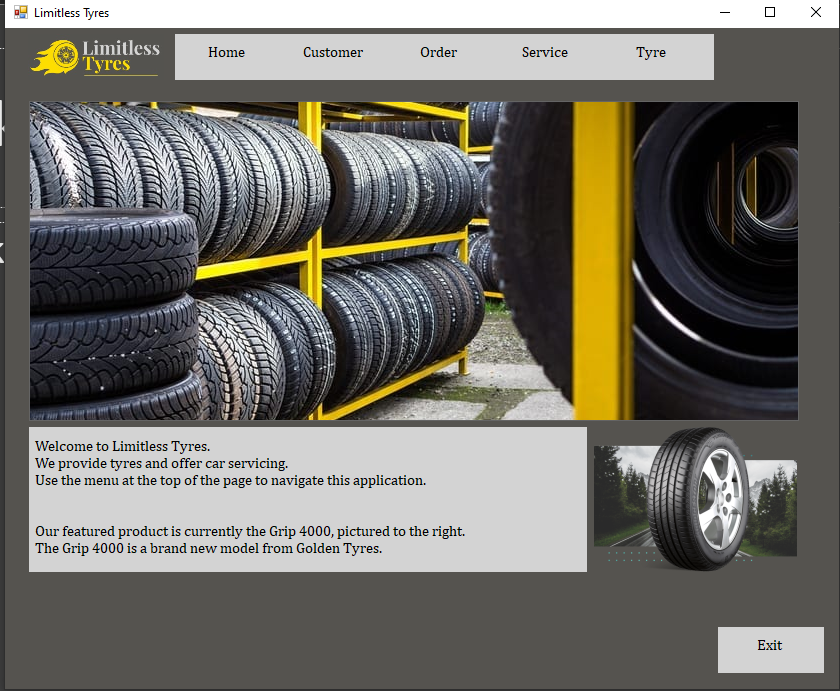 Limitless Tyres
Limitless
Tyres
Home
Customer
Order
Service
Tyre
Welcome to Limitless Tyres.
We provide tyres and offer car servicing.
Use the menu at the top of the page to navigate this application.
Our featured product is currently the Grip 4000, pictured to the right.
The Grip 4000 is a brand new model from Golden Tyres.
Exit